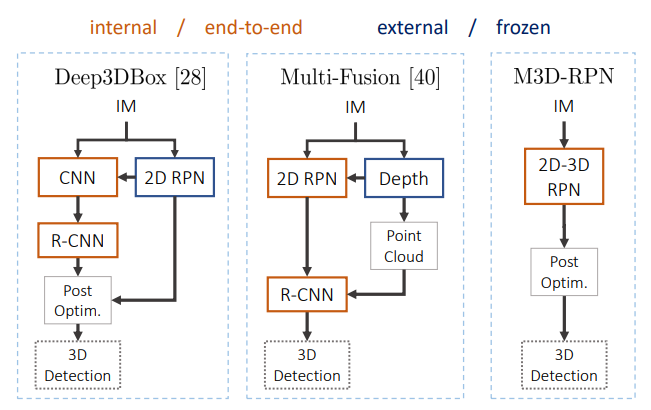 internal / end-to-end external / frozen
Deep3DBox [28]
IM
CNN
2D RPN
R-CNN
Post
Optim.
3D
Detection
Multi-Fusion [40]
IM
2D RPN
Depth
Point
Cloud
R-CNN
3D
Detection
M3D-RPN
IM
2D-3D
RPN
Post
Optim.
3D
Detection